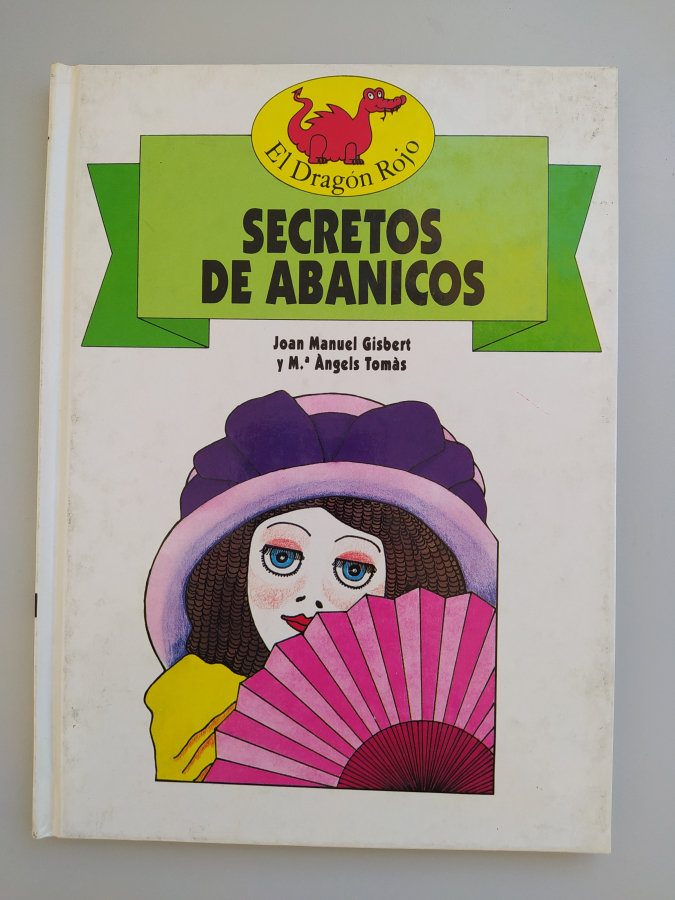 El Dragón Rojo
SECRETOS
DE ABANICOS
Joan Manuel Gisbert
y M.ª Àngels Tomàs